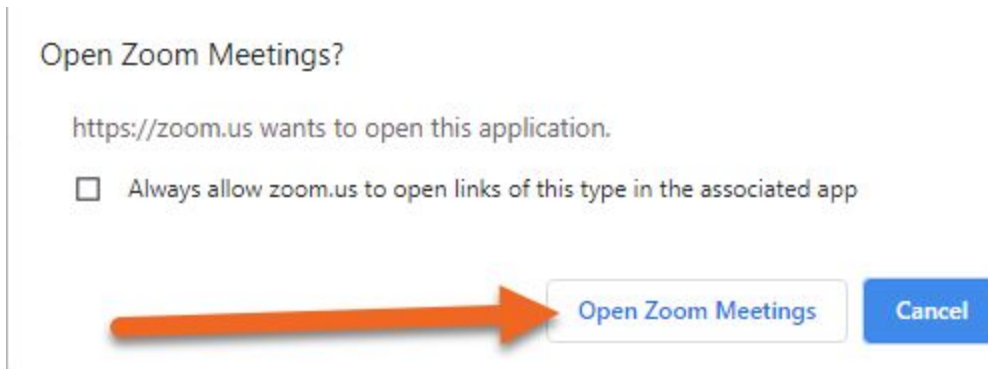 Open Zoom Meetings?
https://zoom.us wants to open this application.
Always allow zoom.us to open links of this type in the associated app
Open Zoom Meetings Cancel